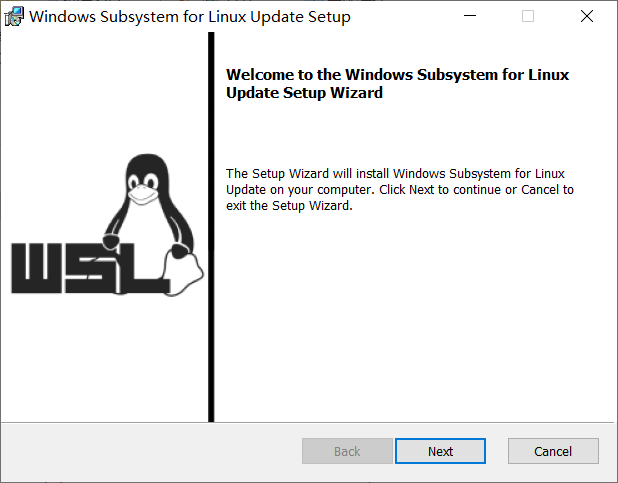 Windows Subsystem for Linux Update Setup
Welcome to the Windows Subsystem for Linux
Update Setup Wizard
The Setup Wizard will install Windows Subsystem for Linux
Update on your computer. Click Next to continue or Cancel to
exit the Setup Wizard.
WSL
Back
Next
Cancel